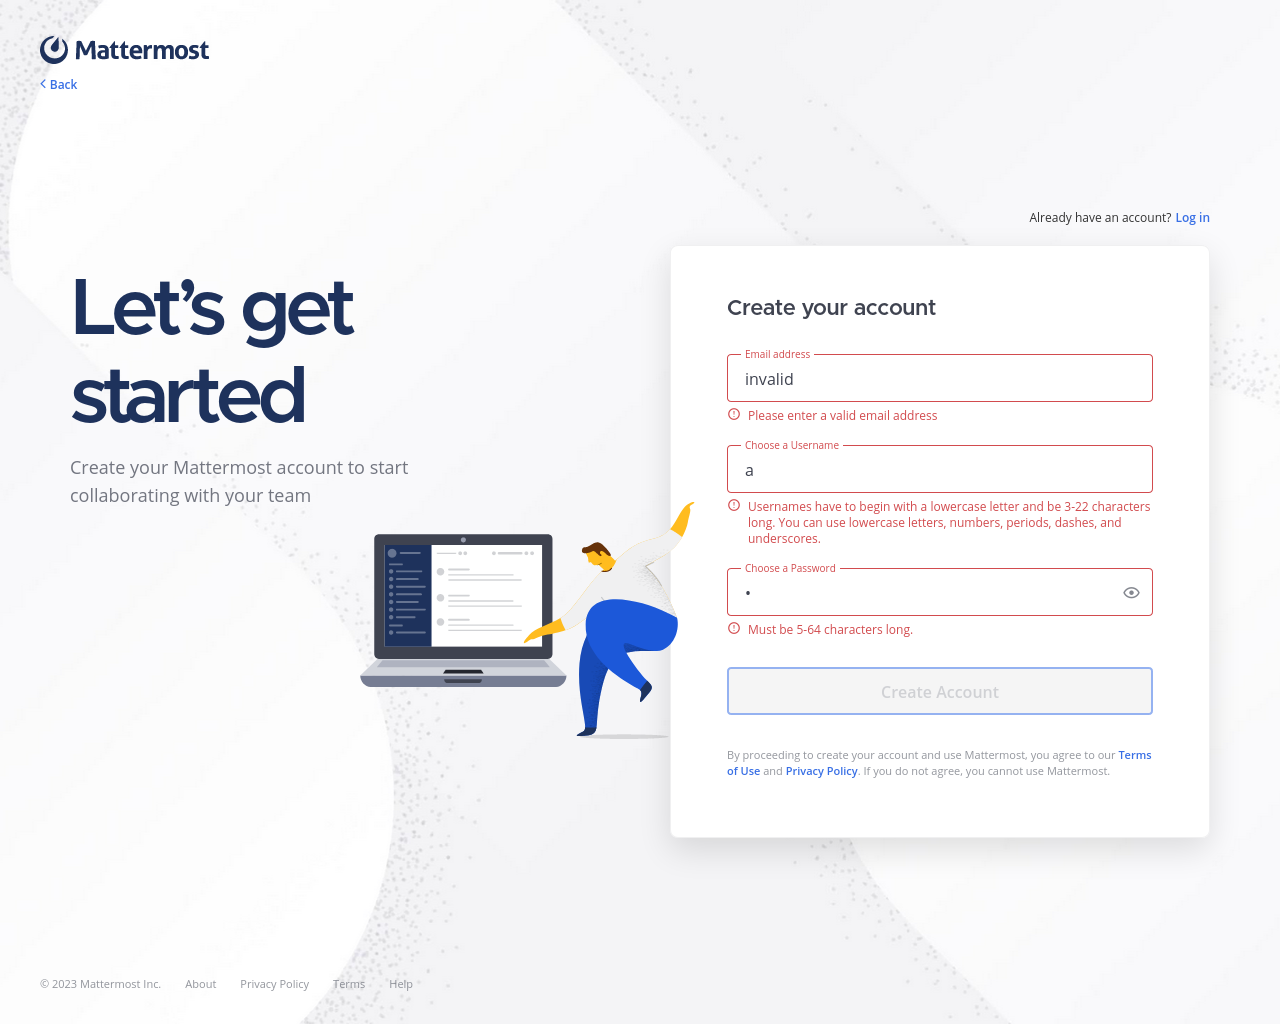 Mattermost
Back
Already have an account? Log in
Let's get
started
Create your Mattermost account to start
collaborating with your team
Create your account
Email address
invalid
Please enter a valid email address
Choose a Username
a
Usernames have to begin with a lowercase letter and be 3-22 characters
long. You can use lowercase letters, numbers, periods, dashes, and
underscores.
Choose a Password
•
Must be 5-64 characters long.
Create Account
By proceeding to create your account and use Mattermost, you agree to our Terms
of Use and Privacy Policy. If you do not agree, you cannot use Mattermost.
© 2023 Mattermost Inc. About Privacy Policy Terms Help